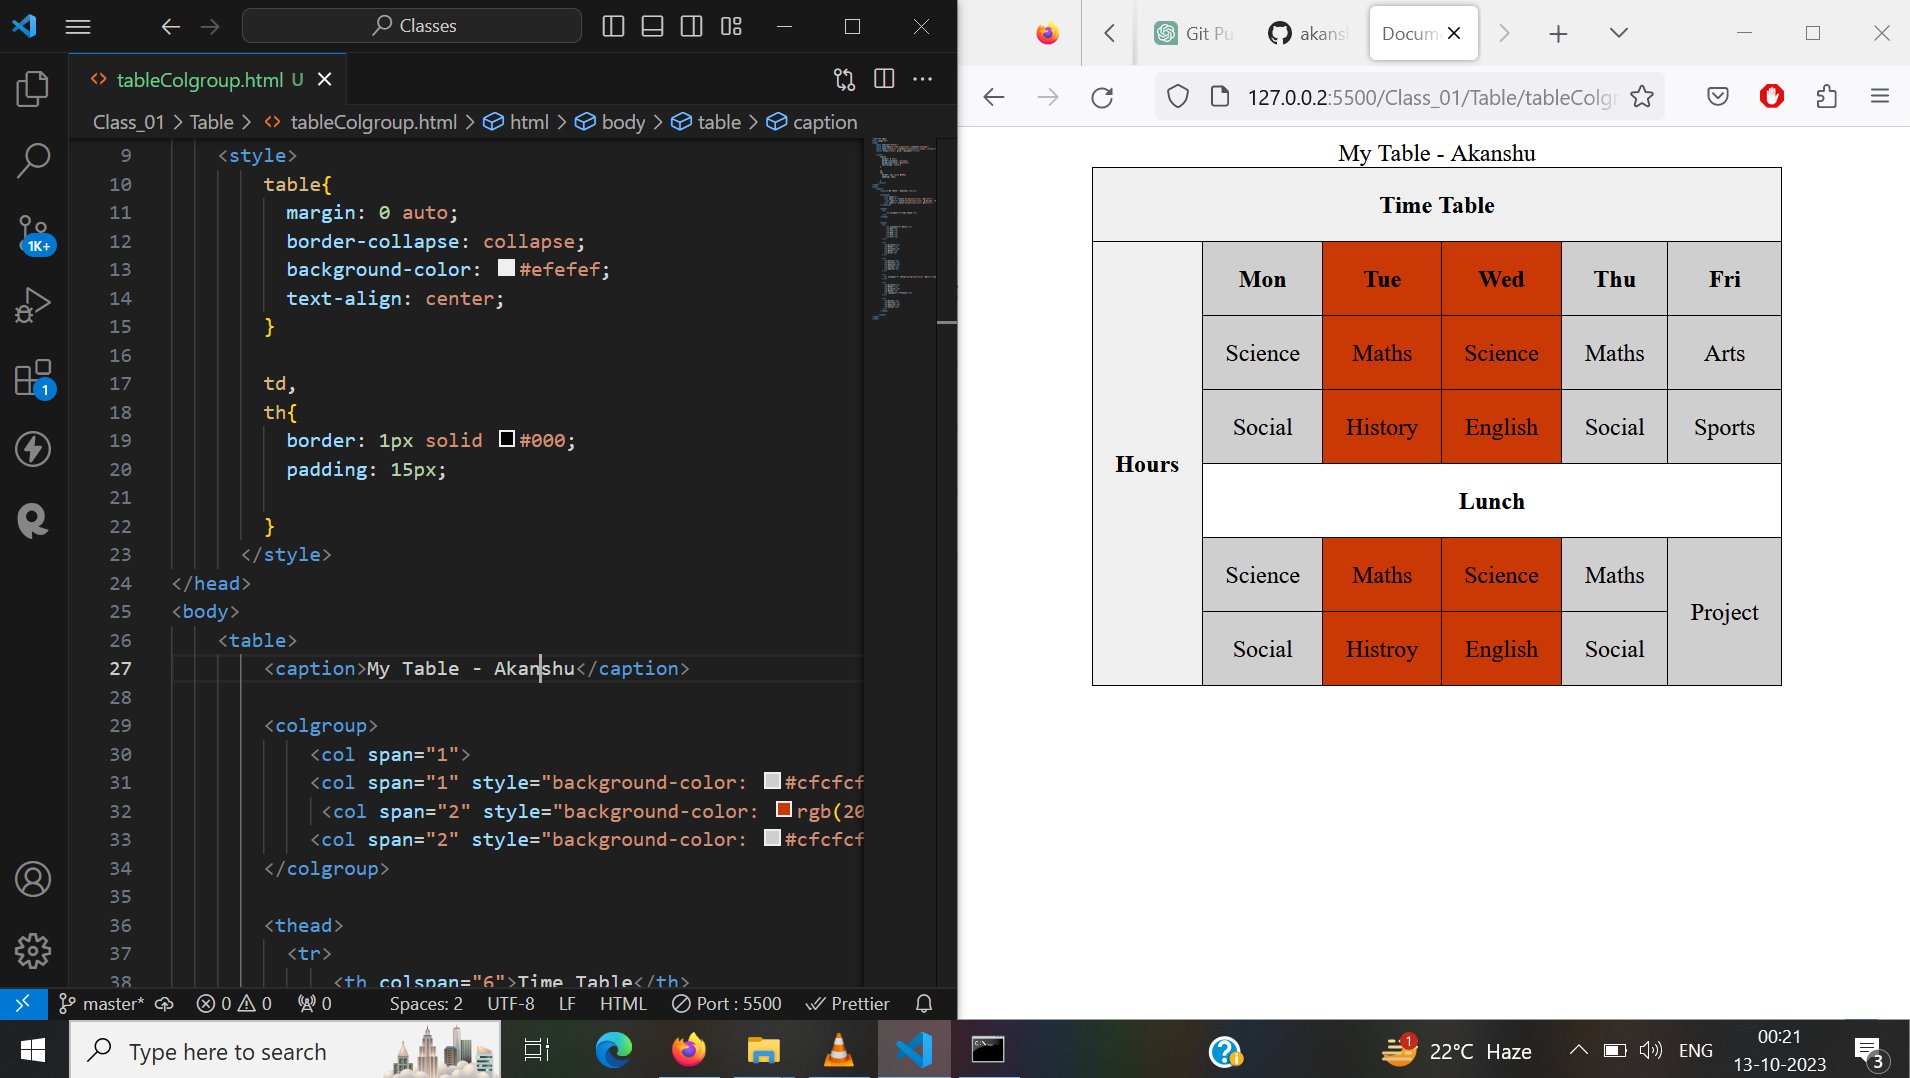 Classes
tableColgroup.html U
Class_01 > Table > tableColgroup.html > html > body > table > caption
9 <style>
10 table{
11 margin: 0 auto;
12 border-collapse: collapse;
13 background-color: #efefef;
14 text-align: center;
15 }
16
17 td,
18 th{
19 border: 1px solid #000;
20 padding: 15px;
21
22 }
23 </style>
24 </head>
25 <body>
26 <table>
27 <caption>My Table - Akanshu</caption>
28
29 <colgroup>
30 <col span="1">
31 <col span="1" style="background-color: #cfcfcf
32 <col span="2" style="background-color: rgb(20
33 <col span="2" style="background-color: #cfcfcf
34 </colgroup>
35
36 <thead>
37 <tr>
38 <th colspan="6">Time Table</th>
1K+
1
master* 0 0 0 Spaces: 2 UTF-8 LF HTML Port : 5500 Prettier
Git Pu akansh Docum
127.0.0.2:5500/Class_01/Table/tableColgr
My Table - Akanshu
Time Table
Hours
Mon Tue Wed Thu Fri
Science Maths Science Maths Arts
Social History English Social Sports
Lunch
Science Maths Science Maths Project
Social Histroy English Social
Type here to search
1
22°C Haze
ENG
00:21
13-10-2023
3